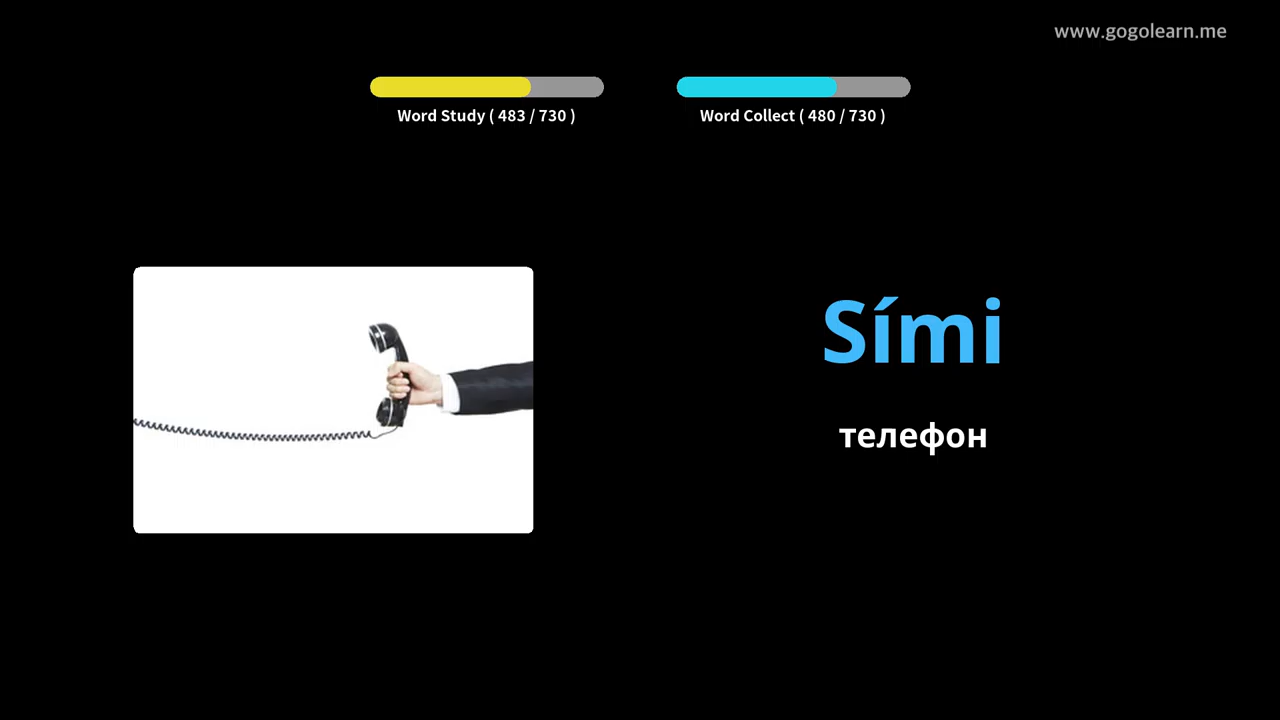 www.gogolearn.me
Word Study ( 483 / 730 )
Word Collect ( 480 / 730 )
Sími
телефон